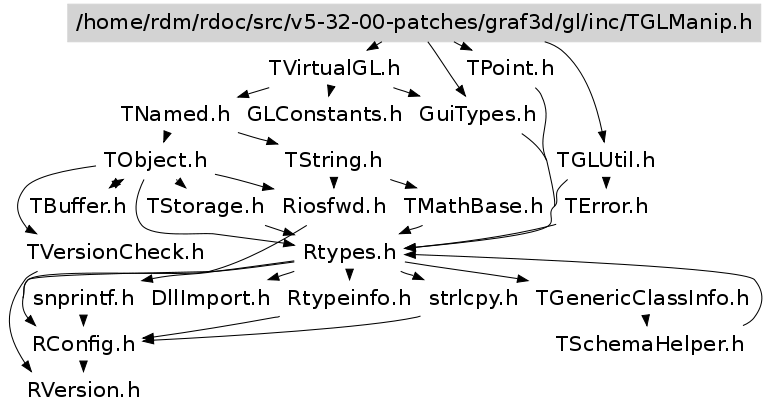 /home/rdm/rdoc/src/v5-32-00-patches/graf3d/gl/inc/TGLManip.h
TVirtualGL.h
TPoint.h
TNamed.h
GLConstants.h
GuiTypes.h
TObject.h
TString.h
TGLUtil.h
TBuffer.h
TStorage.h
Riosfwd.h
TMathBase.h
TError.h
TVersionCheck.h
Rtypes.h
snprintf.h
DllImport.h
Rtypeinfo.h
strlcpy.h
TGenericClassInfo.h
RConfig.h
TSchemaHelper.h
RVersion.h